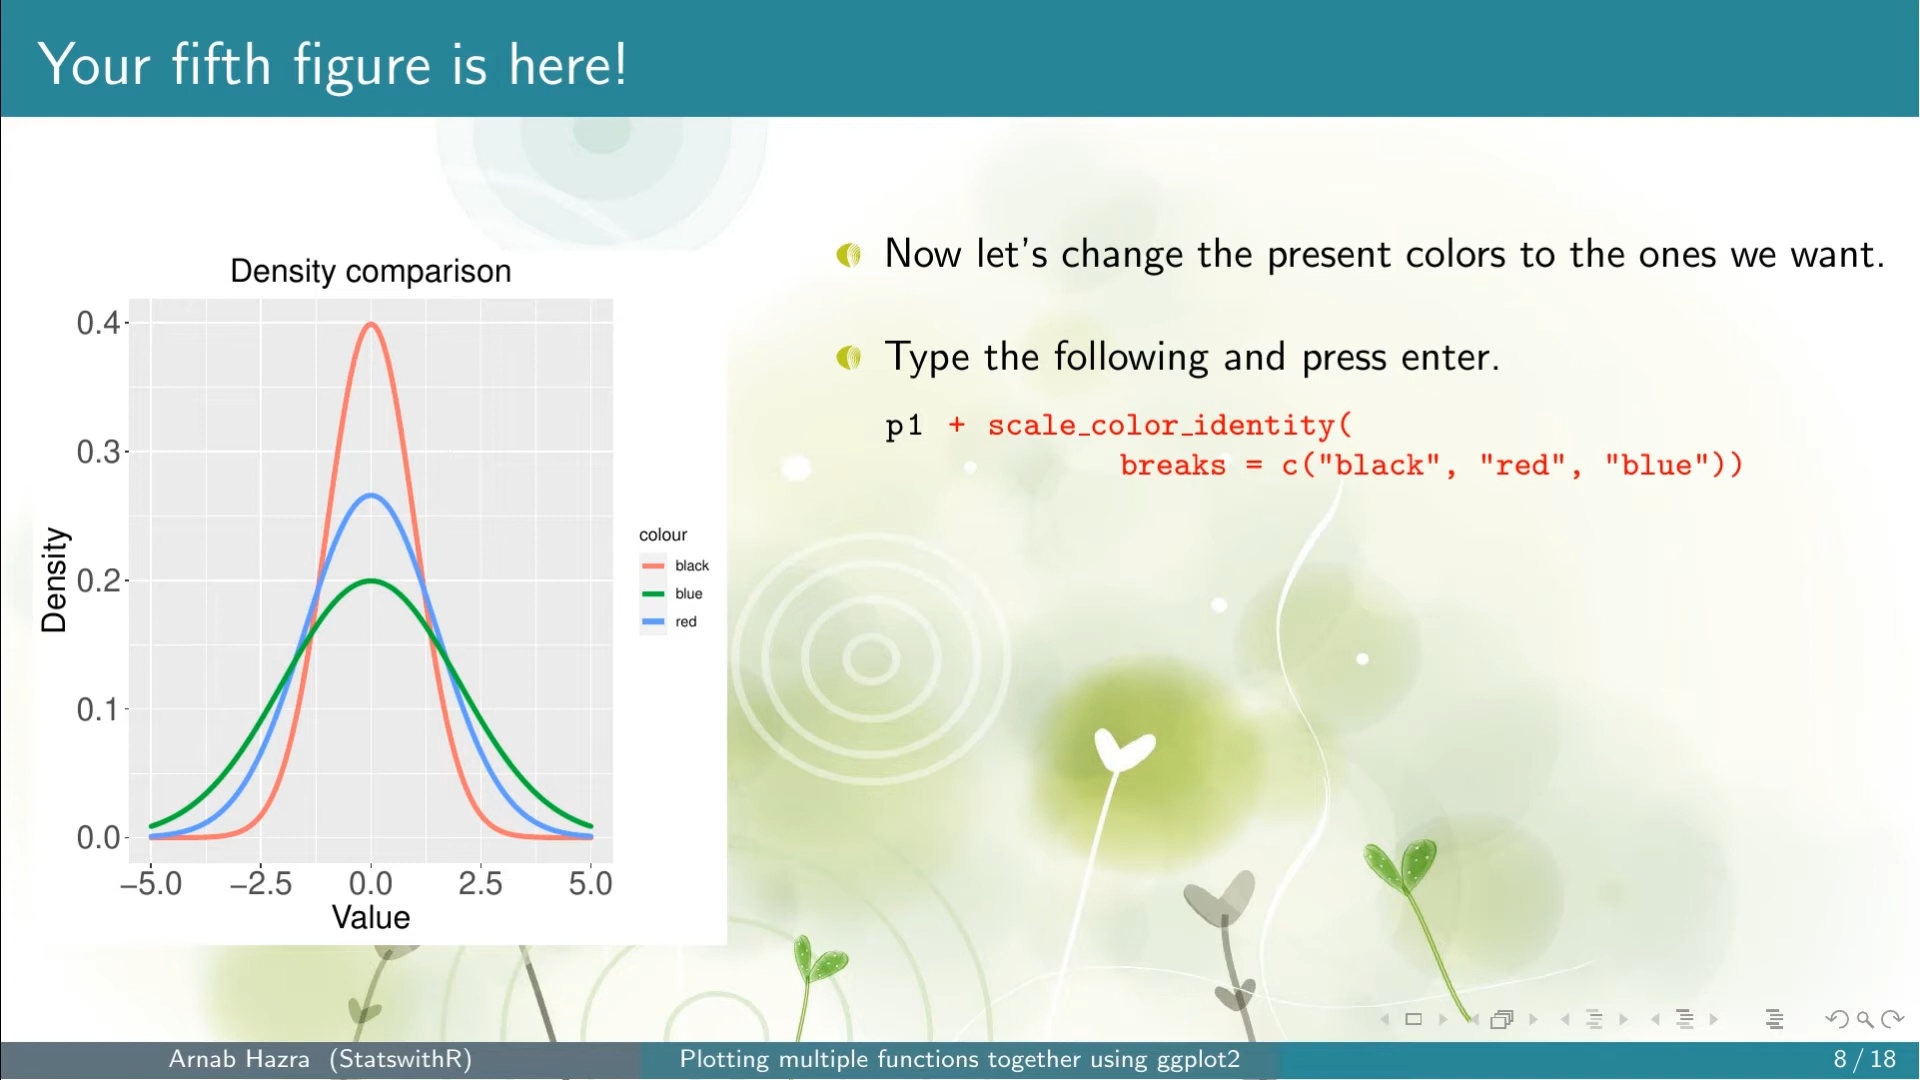 Your fifth figure is here!
Density comparison
0.4
0.3
0.2
0.1
0.0
Density
−5.0 −2.5 0.0 2.5 5.0
Value
colour
black
blue
red
Now let's change the present colors to the ones we want.
Type the following and press enter.
p1 + scale_color_identity(
breaks = c("black", "red", "blue"))
Arnab Hazra (StatswithR) Plotting multiple functions together using ggplot2 8 / 18